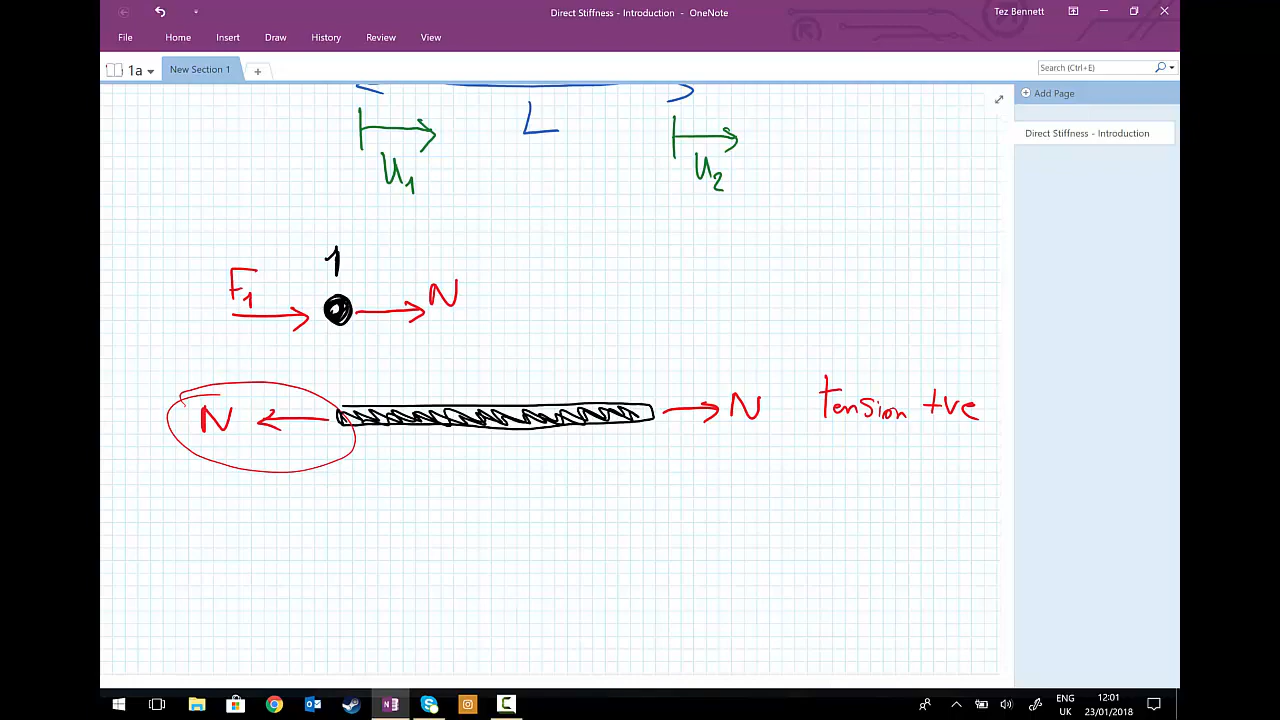 Direct Stiffness - Introduction - OneNote
Tez Bennett
File Home Insert Draw History Review View
1a
New Section 1
Search (Ctrl+E)
Add Page
Direct Stiffness - Introduction
L
u1
u2
1
F1
N
N
N
tension +ve
ENG
UK
12:01
23/01/2018